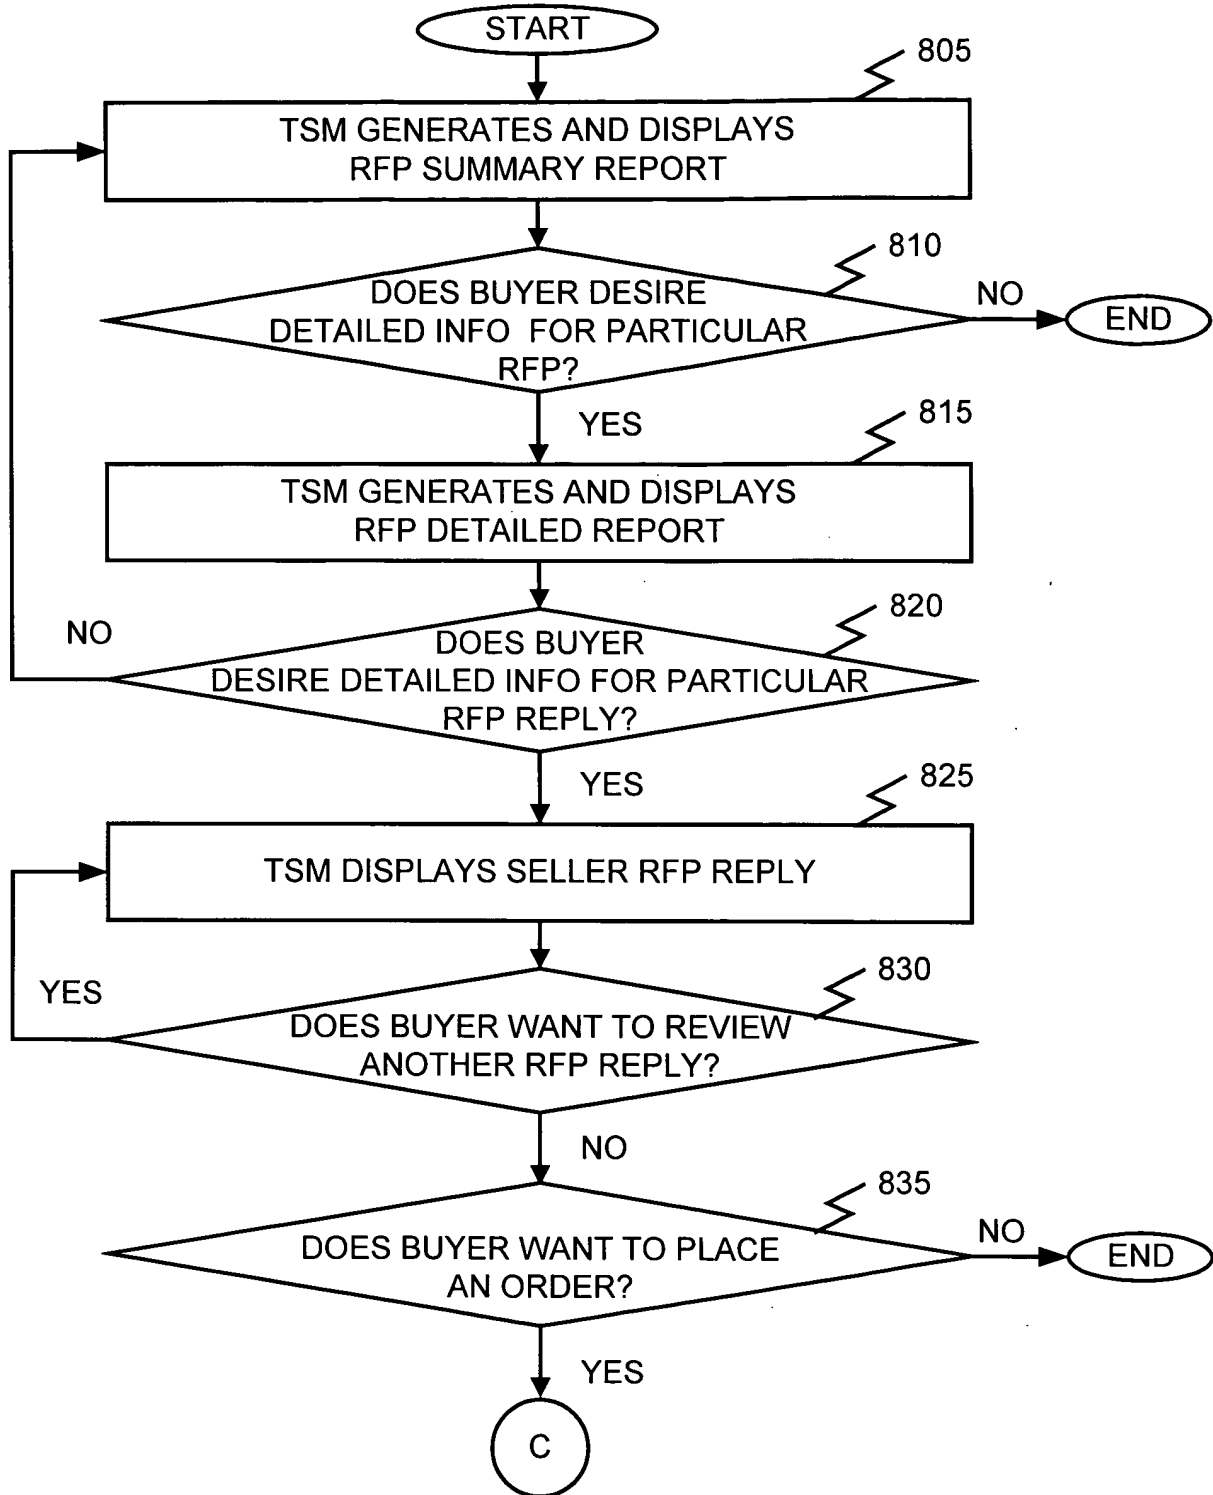 START
805
TSM GENERATES AND DISPLAYS
RFP SUMMARY REPORT
810
DOES BUYER DESIRE
DETAILED INFO FOR PARTICULAR
RFP?
NO
END
YES
815
TSM GENERATES AND DISPLAYS
RFP DETAILED REPORT
820
NO
DOES BUYER
DESIRE DETAILED INFO FOR PARTICULAR
RFP REPLY?
YES
825
TSM DISPLAYS SELLER RFP REPLY
830
YES
DOES BUYER WANT TO REVIEW
ANOTHER RFP REPLY?
NO
835
DOES BUYER WANT TO PLACE
AN ORDER?
NO
END
YES
C